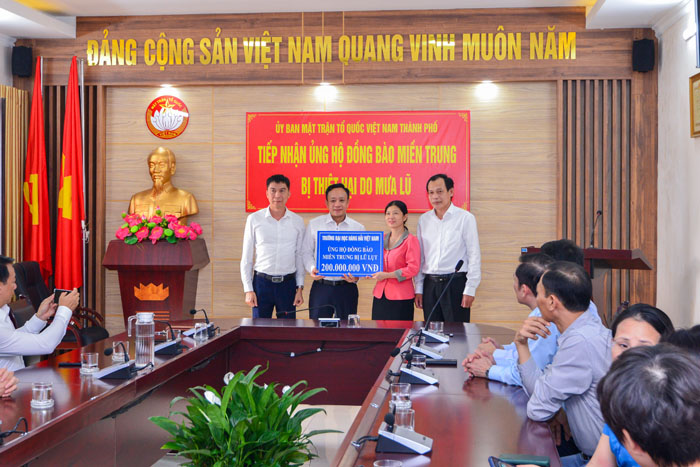 ĐẢNG CỘNG SẢN VIỆT NAM QUANG VINH MUÔN NĂM
ỦY BAN MẶT TRẬN TỔ QUỐC VIỆT NAM THÀNH PHỐ
TIẾP NHẬN ỦNG HỘ ĐỒNG BÀO MIỀN TRUNG
BỊ THIỆT HẠI DO MƯA LŨ
TRƯỜNG ĐẠI HỌC HÀNG HẢI VIỆT NAM
ỦNG HỘ ĐỒNG BÀO
MIỀN TRUNG BỊ LŨ LỤT
200.000.000 VNĐ